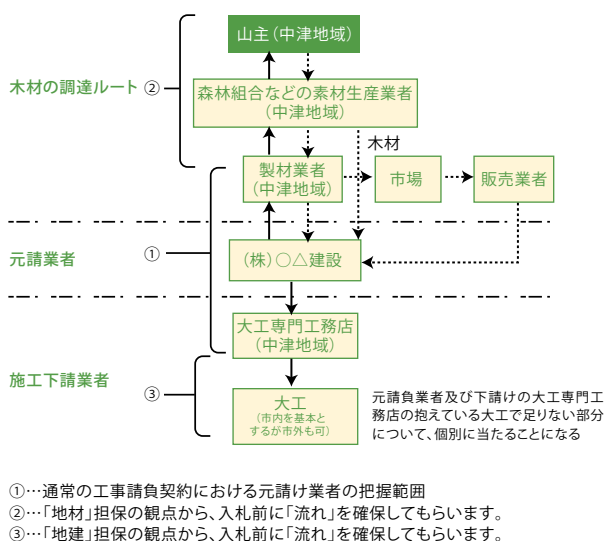 山主(中津地域)
木材の調達ルート ②
森林組合などの素材生産業者
(中津地域)
木材
製材業者
(中津地域)
市場
販売業者
元請業者
①
(株)○△建設
大工専門工務店
(中津地域)
施工下請業者
③
大工
(市内を基本と
するが市外も可)
元請負業者及び下請けの大工専門工
務店の抱えている大工で足りない部分
について、個別に当たることになる
①…通常の工事請負契約における元請け業者の把握範囲
②…「地材」担保の観点から、入札前に「流れ」を確保してもらいます。
③…「地建」担保の観点から、入札前に「流れ」を確保してもらいます。